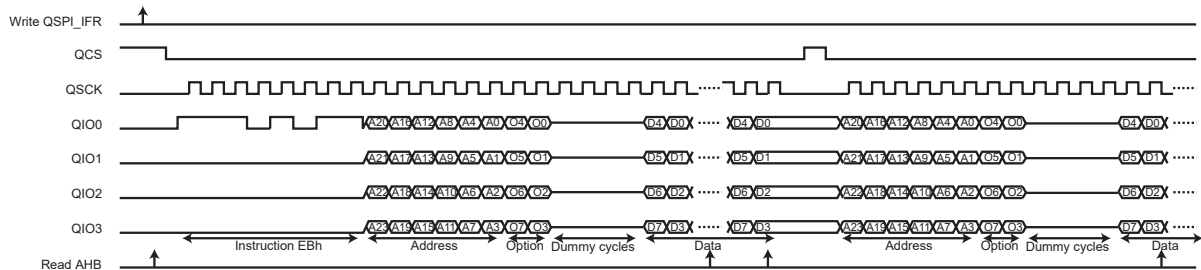 Write QSPI_IFR
QCS
QSCK
QIO0 A20 A16 A12 A8 A4 A0 O4 O0 D4 D0 D4 D0 A20 A16 A12 A8 A4 A0 O4 O0 D4 D0
QIO1 A21 A17 A13 A9 A5 A1 O5 O1 D5 D1 D5 D1 A21 A17 A13 A9 A5 A1 O5 O1 D5 D1
QIO2 A22 A18 A14 A10 A6 A2 O6 O2 D6 D2 D6 D2 A22 A18 A14 A10 A6 A2 O6 O2 D6 D2
QIO3 A23 A19 A15 A11 A7 A3 O7 O3 D7 D3 D7 D3 A23 A19 A15 A11 A7 A3 O7 O3 D7 D3
Instruction EBh Address Option Dummy cycles Data Address Option Dummy cycles Data
Read AHB